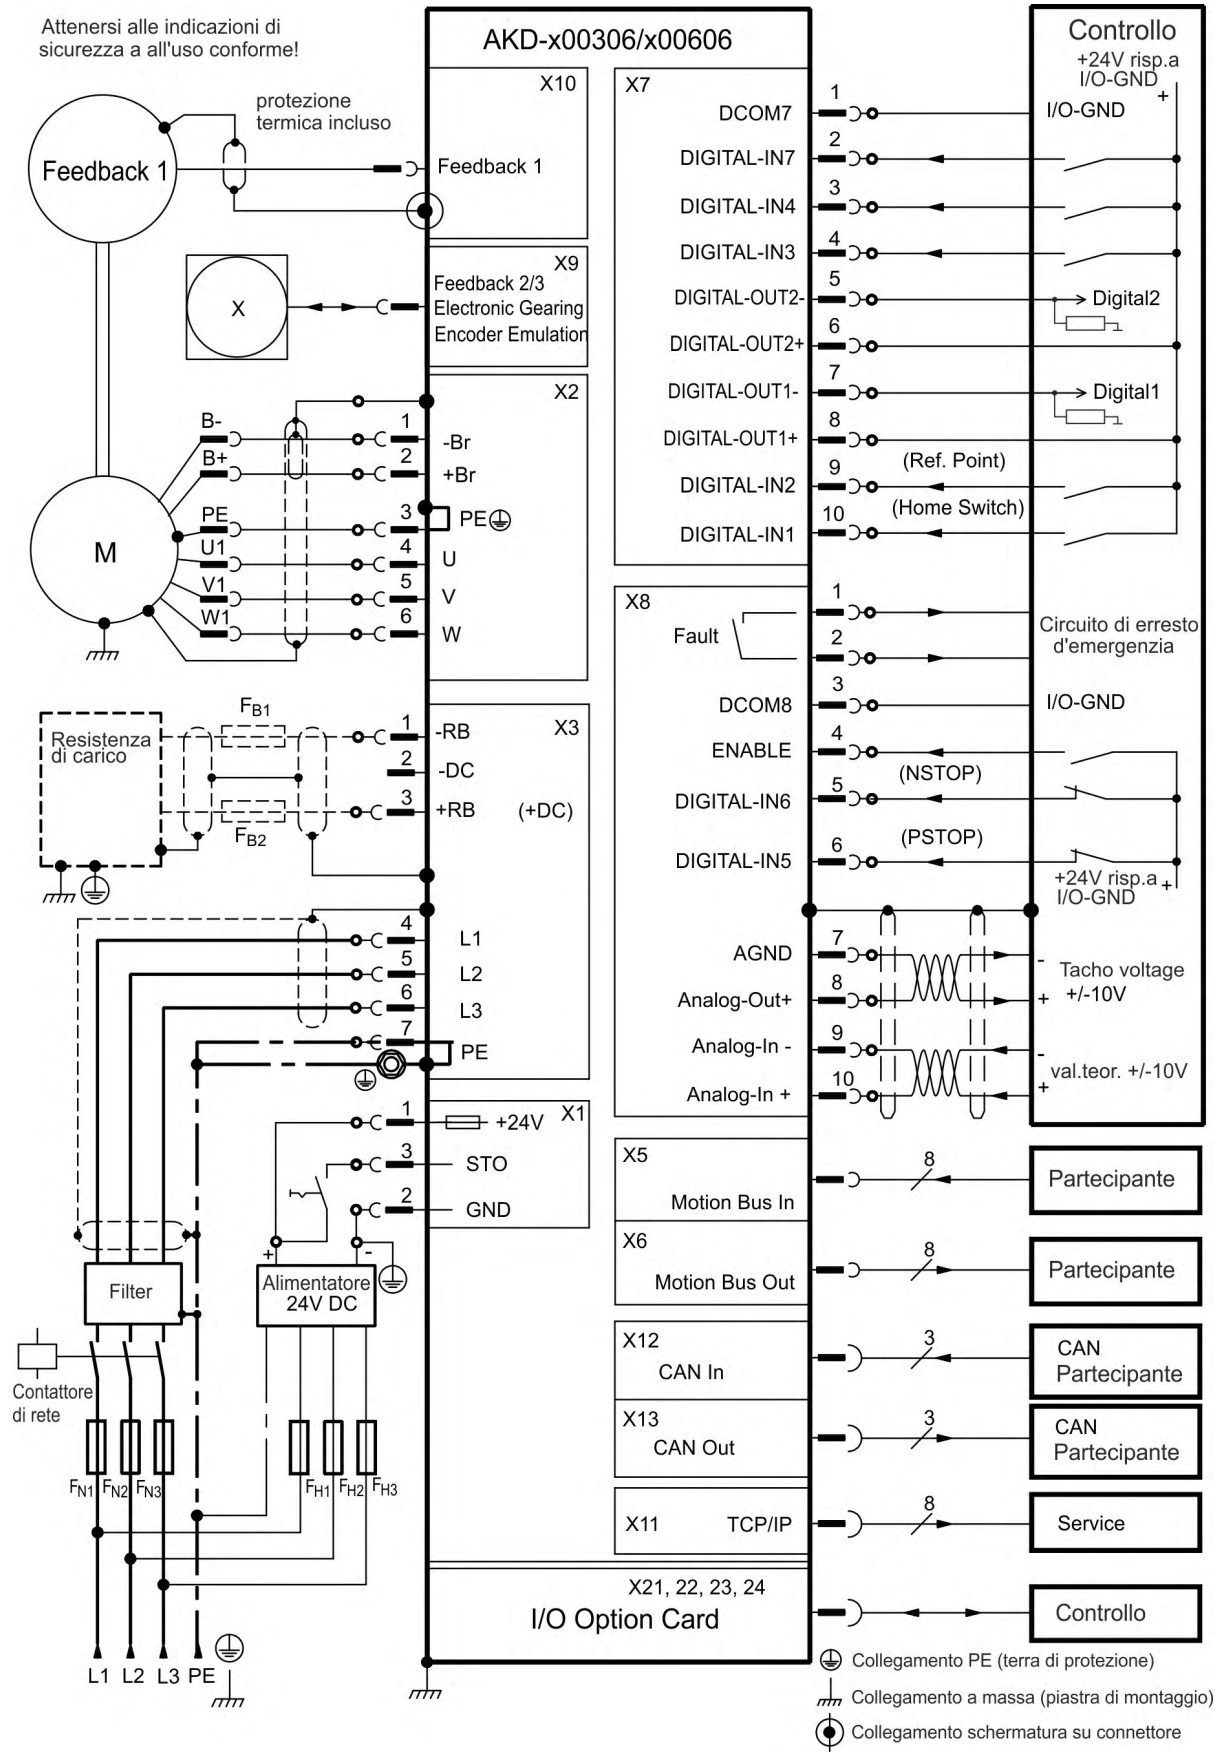 Attenersi alle indicazioni di
sicurezza a all'uso conforme!
AKD-x00306/x00606
Controllo
+24V risp.a
I/O-GND
+
I/O-GND
protezione
termica incluso
Feedback 1
X10
Feedback 1
X
X9
Feedback 2/3
Electronic Gearing
Encoder Emulation
X7
DCOM7 1
DIGITAL-IN7 2
DIGITAL-IN4 3
DIGITAL-IN3 4
DIGITAL-OUT2- 5 Digital2
DIGITAL-OUT2+ 6
DIGITAL-OUT1- 7 Digital1
DIGITAL-OUT1+ 8
DIGITAL-IN2 9 (Ref. Point)
DIGITAL-IN1 10 (Home Switch)
M
X2
B- 1 -Br
B+ 2 +Br
PE 3 PE
U1 4 U
V1 5 V
W1 6 W
X8
Fault 1
2
Circuito di erresto
d'emergenzia
DCOM8 3 I/O-GND
ENABLE 4
DIGITAL-IN6 5 (NSTOP)
DIGITAL-IN5 6 (PSTOP)
+24V risp.a +
I/O-GND
AGND 7 -
Analog-Out+ 8 +
Tacho voltage
+/-10V
Analog-In - 9 -
Analog-In + 10 +
val.teor. +/-10V
Resistenza
di carico
FB1
FB2
X3
1 -RB
2 -DC
3 +RB (+DC)
4 L1
5 L2
6 L3
7 PE
X1
1 +24V
3 STO
2 GND
+ -
Alimentatore
24V DC
Filter
Contattore
di rete
FN1 FN2 FN3
FH1 FH2 FH3
L1 L2 L3 PE
X5
Motion Bus In 8 Partecipante
X6
Motion Bus Out 8 Partecipante
X12
CAN In 3 CAN
Partecipante
X13
CAN Out 3 CAN
Partecipante
X11 TCP/IP 8 Service
X21, 22, 23, 24
I/O Option Card Controllo
Collegamento PE (terra di protezione)
Collegamento a massa (piastra di montaggio)
Collegamento schermatura su connettore